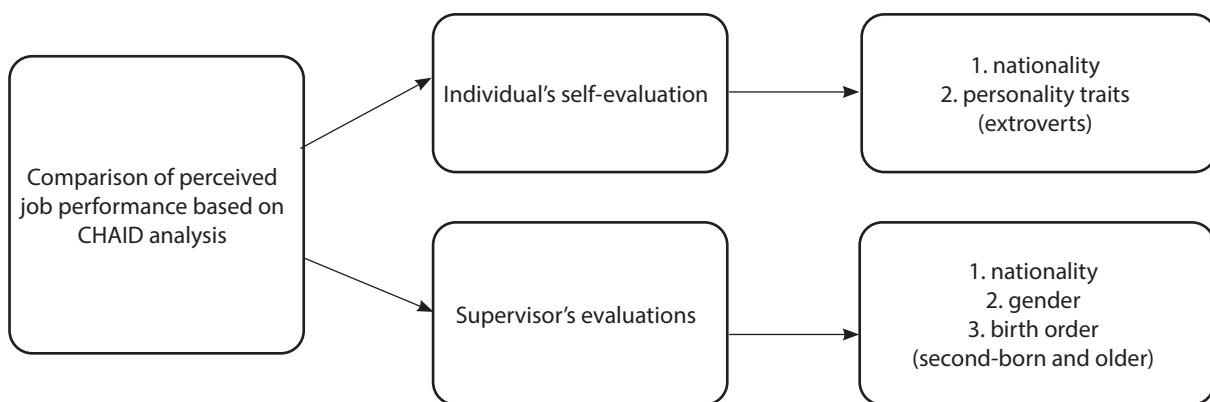 Comparison of perceived
job performance based on
CHAID analysis
Individual's self-evaluation
1. nationality
2. personality traits
(extroverts)
Supervisor's evaluations
1. nationality
2. gender
3. birth order
(second-born and older)